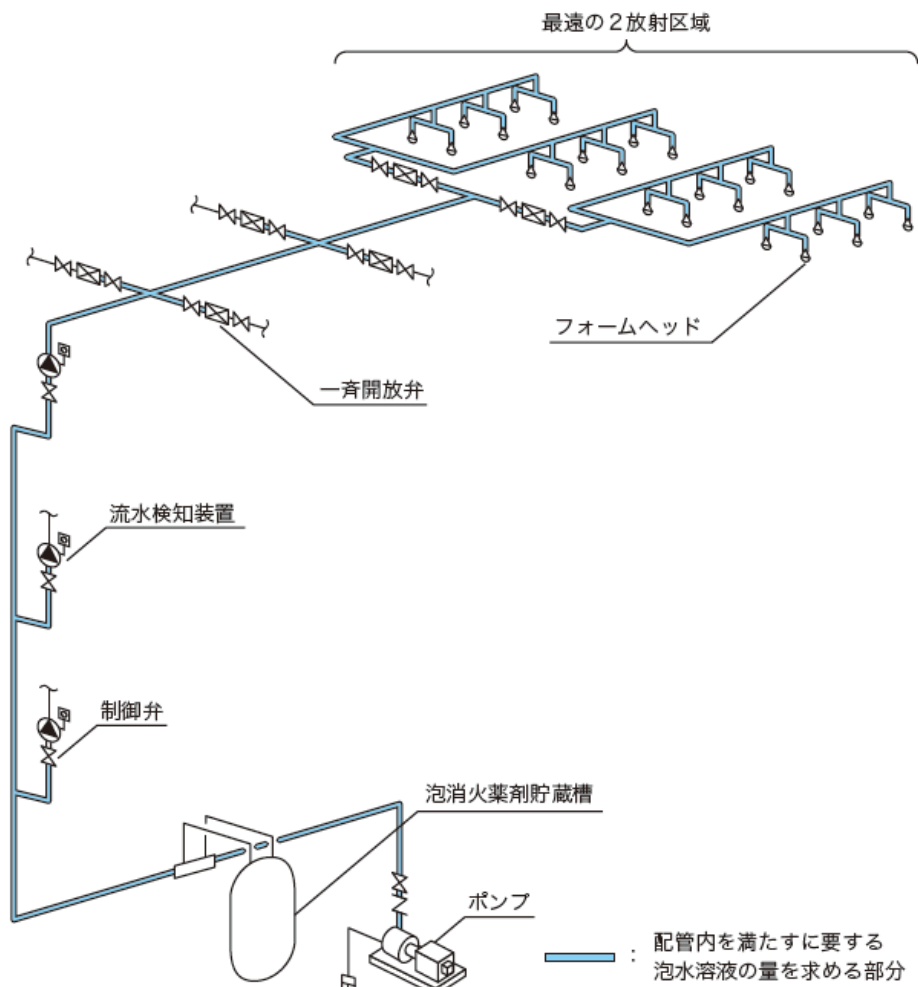 最遠の2放射区域
フォームヘッド
一斉開放弁
流水検知装置
制御弁
泡消火薬剤貯蔵槽
ポンプ
：
配管内を満たすに要する
泡水溶液の量を求める部分